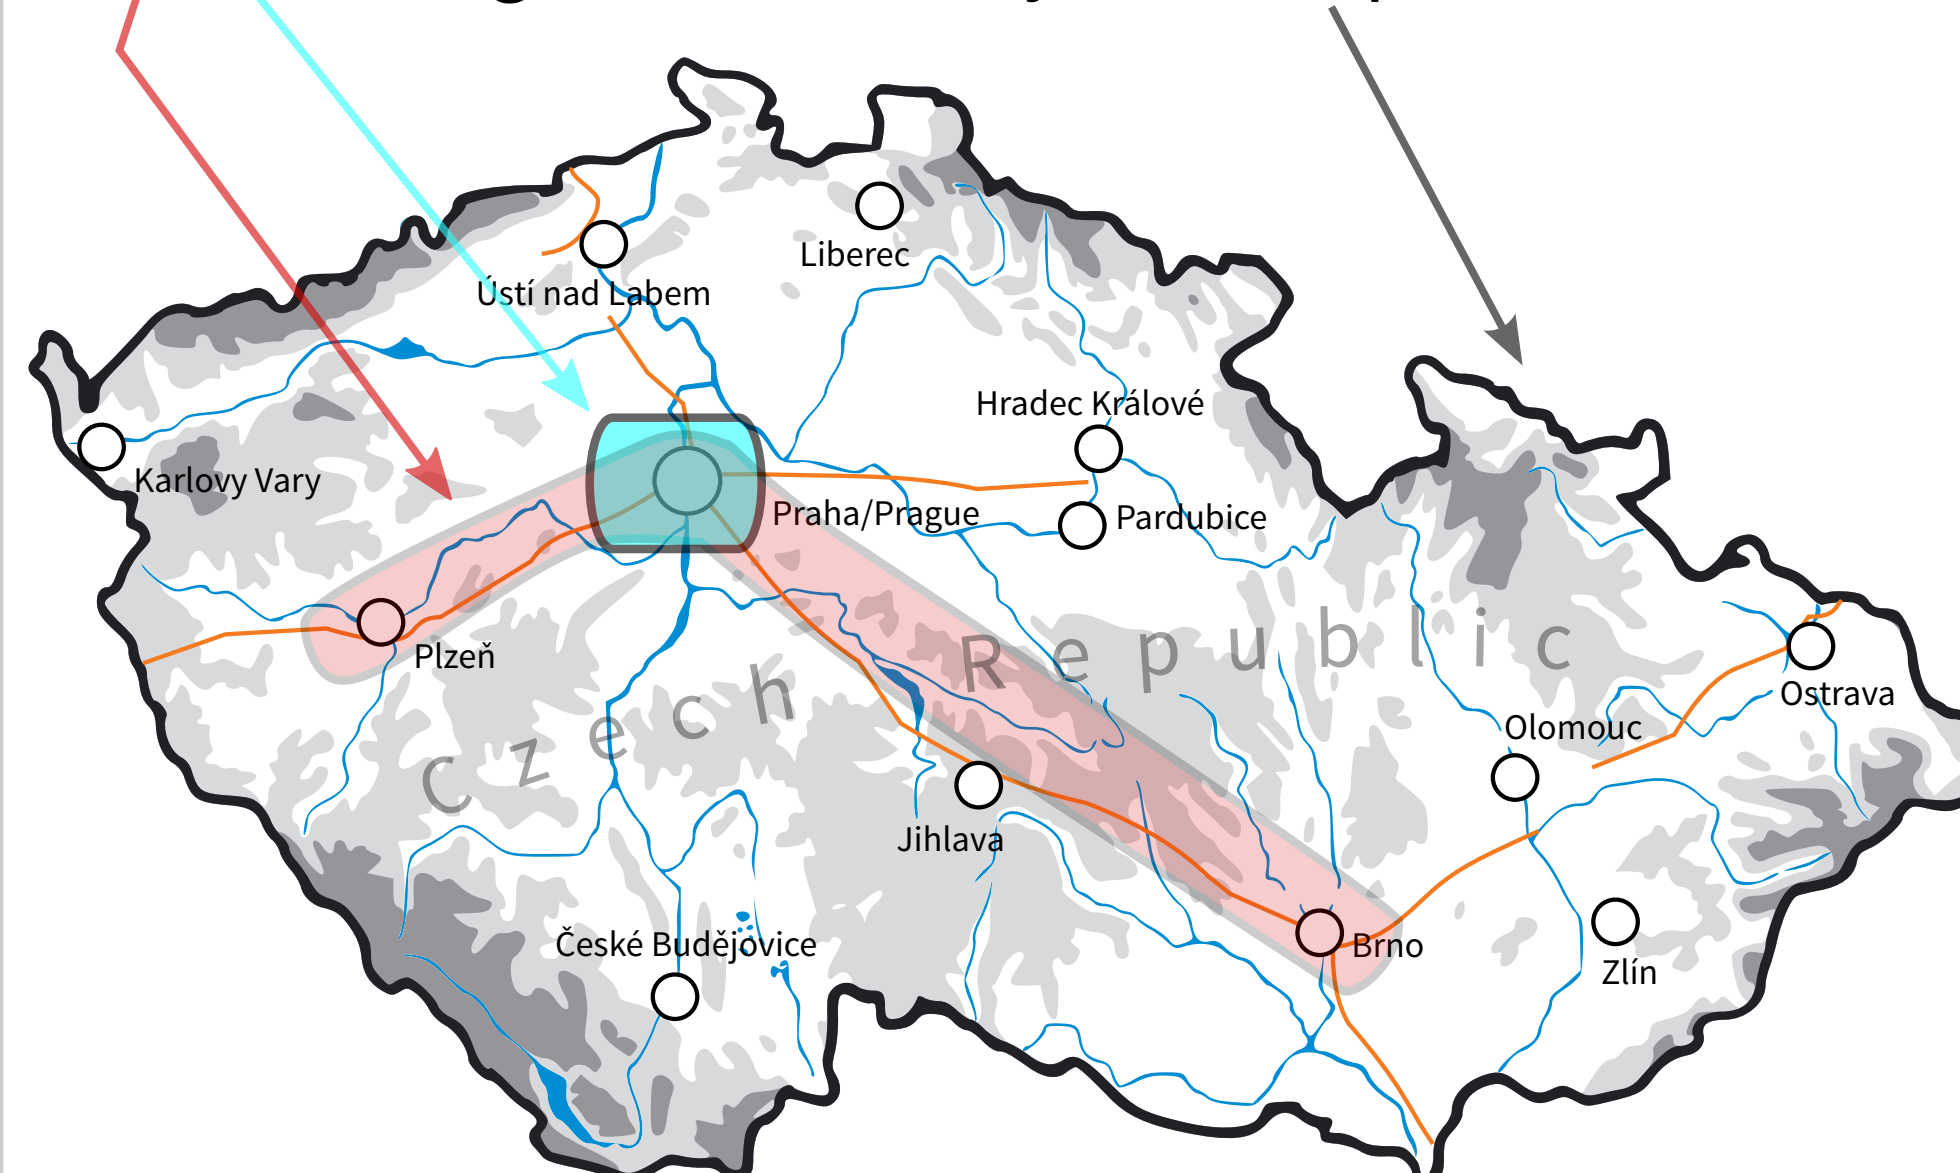 Liberec
Ústí nad Labem
Hradec Králové
Karlovy Vary
Praha/Prague
Pardubice
Plzeň
Czech Republic
Ostrava
Olomouc
Jihlava
České Budějovice
Brno
Zlín